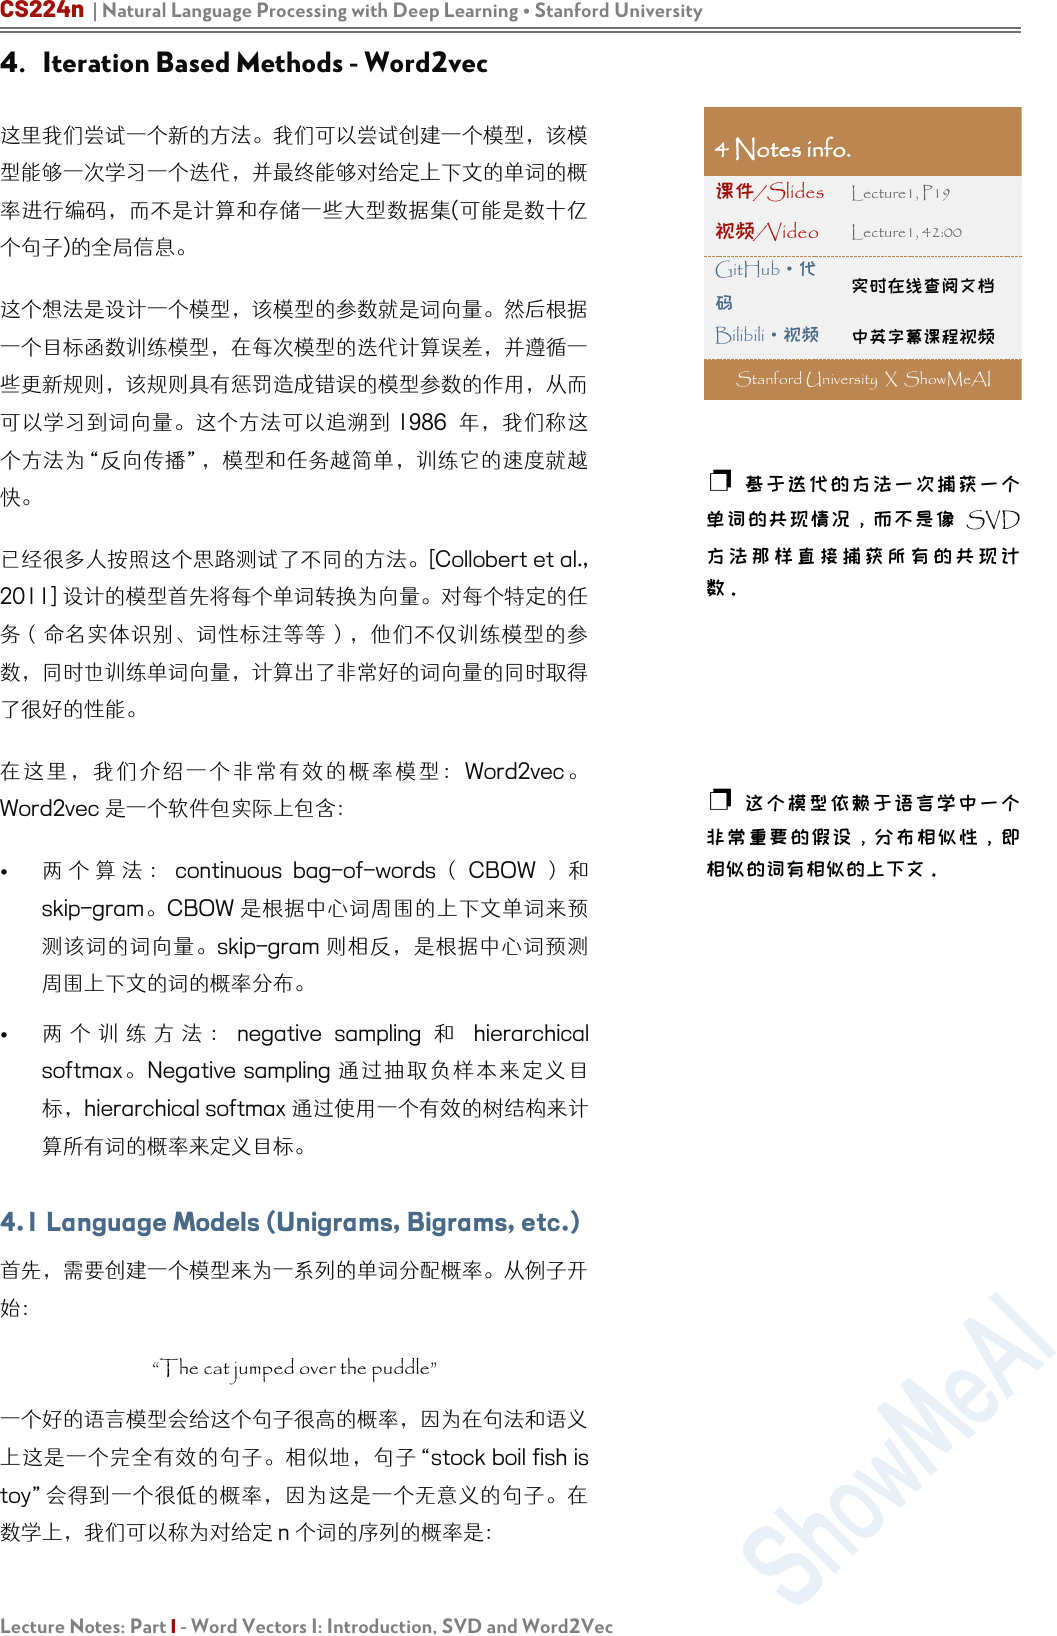 CS224n | Natural Language Processing with Deep Learning • Stanford University
4. Iteration Based Methods - Word2vec
这里我们尝试一个新的方法。我们可以尝试创建一个模型，该模
型能够一次学习一个迭代，并最终能够对给定上下文的单词的概
率进行编码，而不是计算和存储一些大型数据集(可能是数十亿
个句子)的全局信息。
这个想法是设计一个模型，该模型的参数就是词向量。然后根据
一个目标函数训练模型，在每次模型的迭代计算误差，并遵循一
些更新规则，该规则具有惩罚造成错误的模型参数的作用，从而
可以学习到词向量。这个方法可以追溯到 1986 年，我们称这
个方法为“反向传播”，模型和任务越简单，训练它的速度就越
快。
已经很多人按照这个思路测试了不同的方法。[Collobert et al.,
2011] 设计的模型首先将每个单词转换为向量。对每个特定的任
务（命名实体识别、词性标注等等），他们不仅训练模型的参
数，同时也训练单词向量，计算出了非常好的词向量的同时取得
了很好的性能。
在这里，我们介绍一个非常有效的概率模型：Word2vec。
Word2vec 是一个软件包实际上包含：
• 两个算法：continuous bag-of-words（CBOW）和
skip-gram。CBOW 是根据中心词周围的上下文单词来预
测该词的词向量。skip-gram 则相反，是根据中心词预测
周围上下文的词的概率分布。
• 两个训练方法：negative sampling 和 hierarchical
softmax。Negative sampling 通过抽取负样本来定义目
标，hierarchical softmax 通过使用一个有效的树结构来计
算所有词的概率来定义目标。
4.1 Language Models (Unigrams, Bigrams, etc.)
首先，需要创建一个模型来为一系列的单词分配概率。从例子开
始：
“The cat jumped over the puddle”
一个好的语言模型会给这个句子很高的概率，因为在句法和语义
上这是一个完全有效的句子。相似地，句子“stock boil fish is
toy”会得到一个很低的概率，因为这是一个无意义的句子。在
数学上，我们可以称为对给定 n 个词的序列的概率是：
4 Notes info.
课件/Slides Lecture1, P19
视频/Video Lecture1, 42:00
GitHub・代
码 实时在线查阅文档
Bilibili・视频 中英字幕课程视频
Stanford University X ShowMeAI
❐ 基于迭代的方法一次捕获一个
单词的共现情况，而不是像 SVD
方法那样直接捕获所有的共现计
数．
❐ 这个模型依赖于语言学中一个
非常重要的假设，分布相似性，即
相似的词有相似的上下文．
ShowMeAI
Lecture Notes: Part I - Word Vectors I: Introduction, SVD and Word2Vec